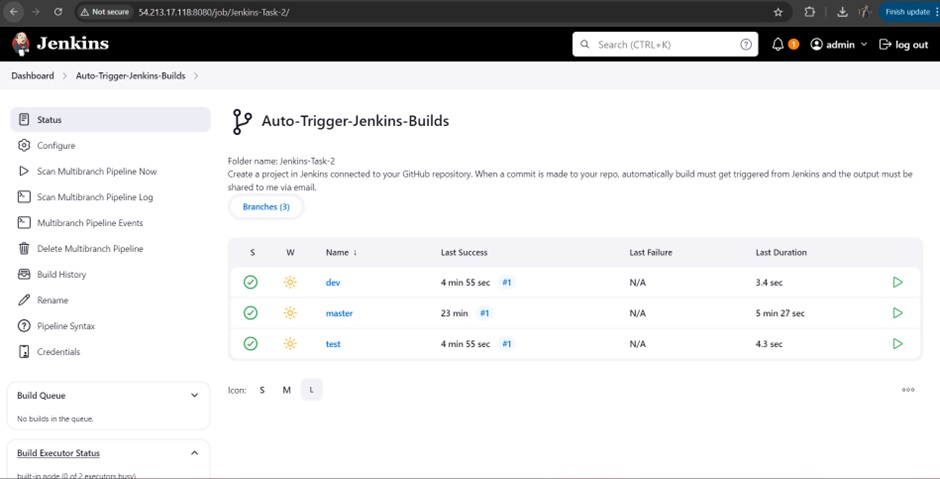 Not secure 54.213.17.118:8080/job/Jenkins-Task-2/ Finish update
Jenkins Search (CTRL+K) ? 1 admin log out
Dashboard > Auto-Trigger-Jenkins-Builds >
Status
Configure
Scan Multibranch Pipeline Now
Scan Multibranch Pipeline Log
Multibranch Pipeline Events
Delete Multibranch Pipeline
Build History
Rename
Pipeline Syntax
Credentials
Build Queue
No builds in the queue.
Build Executor Status
built-in node (0 of 2 executors busy)
Auto-Trigger-Jenkins-Builds
Folder name: Jenkins-Task-2
Create a project in Jenkins connected to your GitHub repository. When a commit is made to your repo, automatically build must get triggered from Jenkins and the output must be
shared to me via email.
Branches (3)
S W Name ↓ Last Success Last Failure Last Duration
dev 4 min 55 sec #1 N/A 3.4 sec
master 23 min #1 N/A 5 min 27 sec
test 4 min 55 sec #1 N/A 4.3 sec
Icon: S M L